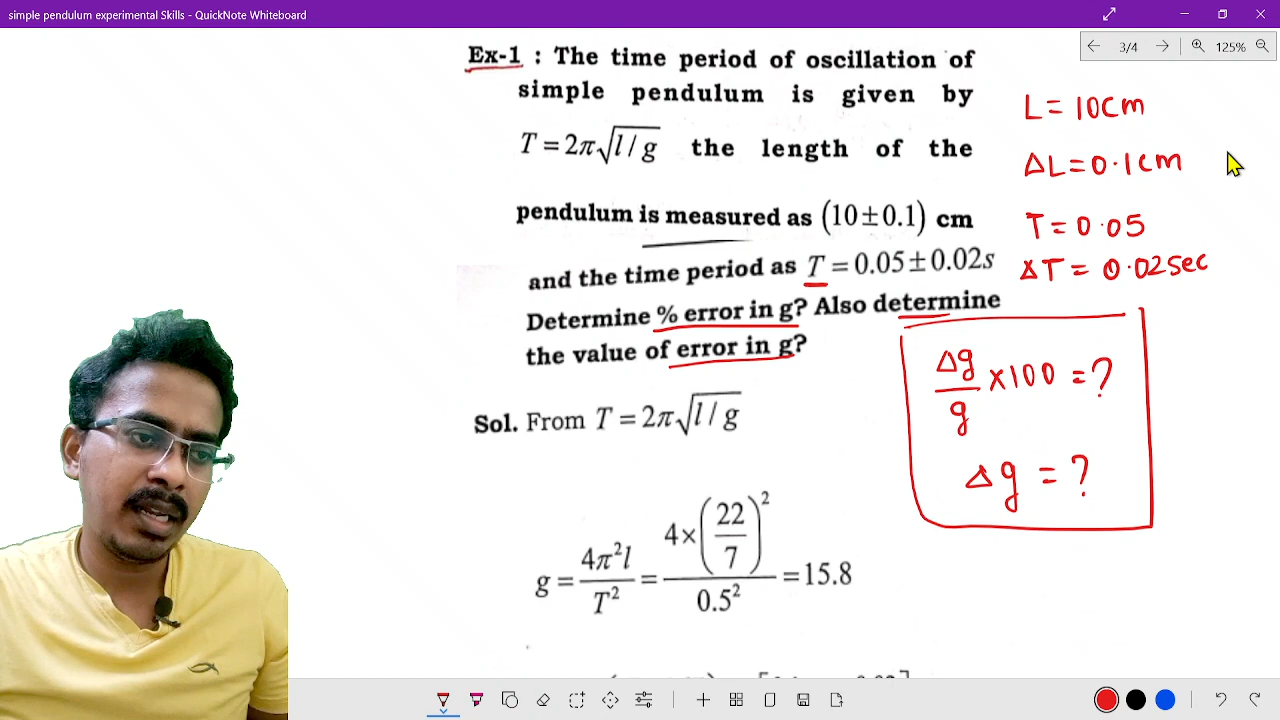 simple pendulum experimental Skills - QuickNote Whiteboard
3/4
129
Ex-1 : The time period of oscillation of
simple pendulum is given by
T = 2π√l / g the length of the
pendulum is measured as (10±0.1) cm
and the time period as T = 0.05±0.02s
Determine % error in g? Also determine
the value of error in g?
L = 10cm
ΔL = 0.1cm
T = 0.05
ΔT = 0.02sec
Δg/g ×100 = ?
Δg = ?
Sol. From T = 2π√l / g
g = 4π²l/T² = 4×(22/7)²/0.5² = 15.8